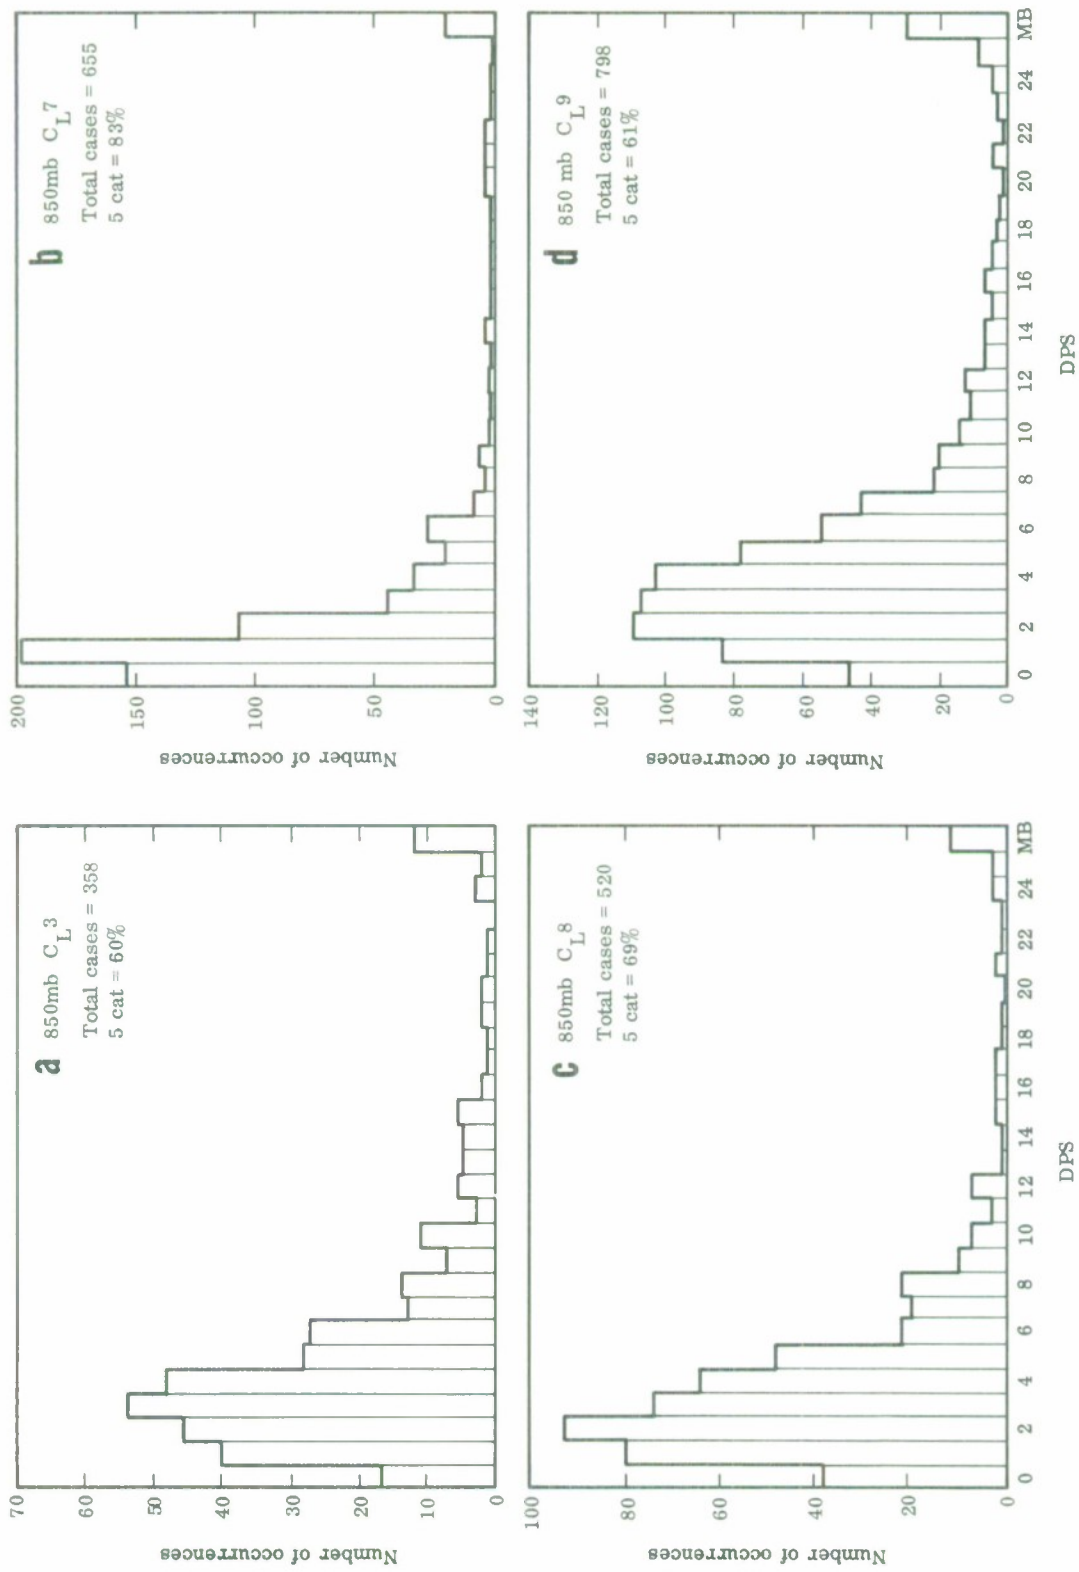 a
850mb C_L3
Total cases = 358
5 cat = 60%
Number of occurrences
70
60
50
40
30
20
10
0
b
850mb C_L7
Total cases = 655
5 cat = 83%
Number of occurrences
200
150
100
50
0
c
850mb C_L8
Total cases = 520
5 cat = 69%
Number of occurrences
100
80
60
40
20
0
0 2 4 6 8 10 12 14 16 18 20 22 24 MB
DPS
d
850 mb C_L9
Total cases = 798
5 cat = 61%
Number of occurrences
140
120
100
80
60
40
20
0
0 2 4 6 8 10 12 14 16 18 20 22 24 MB
DPS